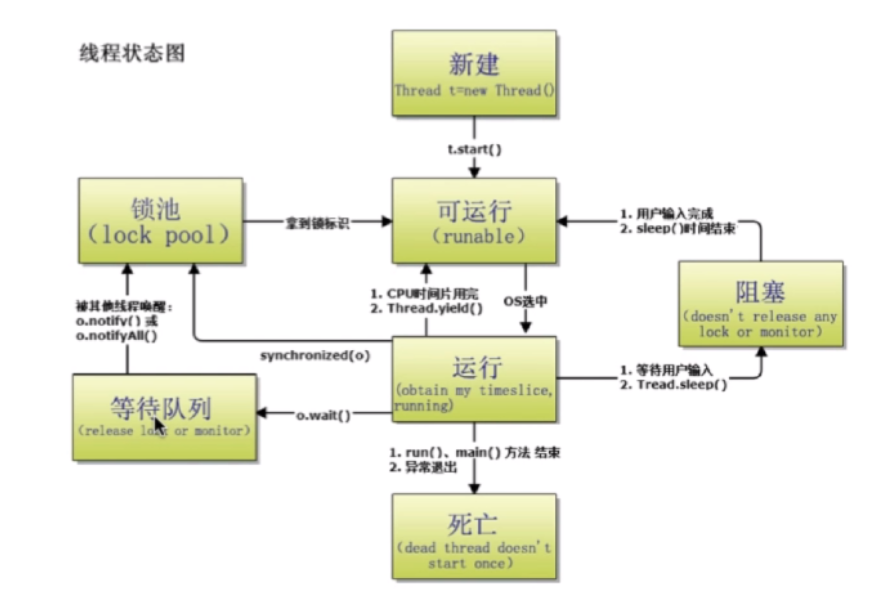 线程状态图
新建
Thread t=new Thread()
t.start()
锁池
(lock pool)
拿到锁标识
可运行
(runable)
1. 用户输入完成
2. sleep()时间结束
阻塞
(doesn't release any
lock or monitor)
被其他线程唤醒:
o.notify() 或
o.notifyAll()
1. CPU时间片用完
2. Thread.yield()
OS选中
synchronized(o)
运行
(obtain my timeslice,
running)
1. 等待用户输入
2. Tread.sleep()
等待队列
(release lock or monitor)
o.wait()
1. run()、main() 方法 结束
2. 异常退出
死亡
(dead thread doesn't
start once)